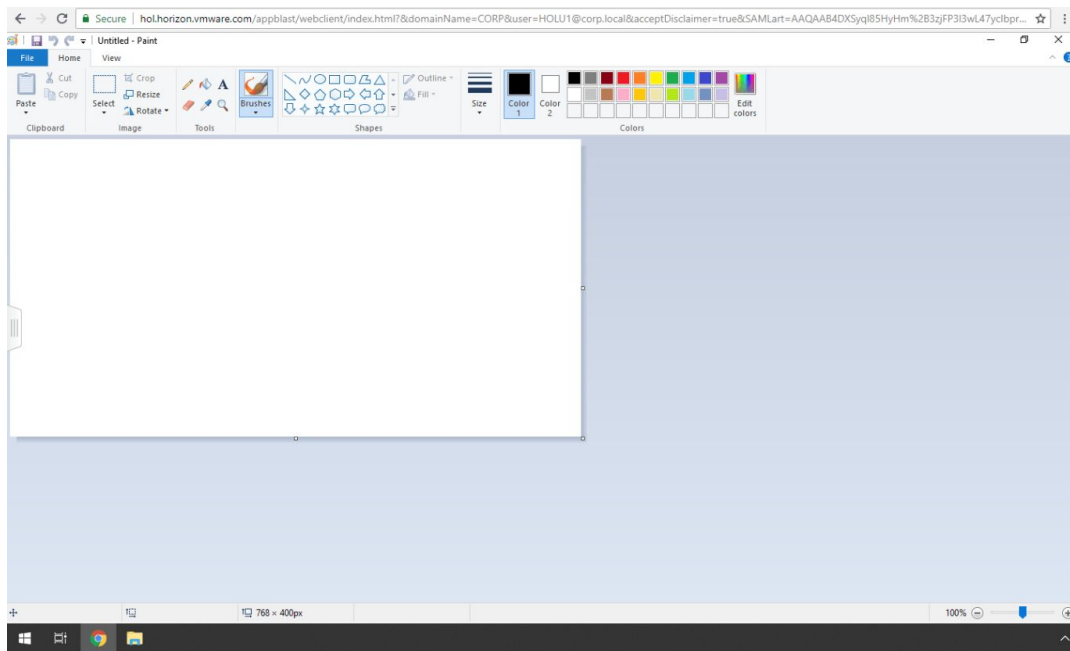 Secure | hol.horizon.vmware.com/appblast/webclient/index.html?&domainName=CORP&user=HOLU1@corp.local&acceptDisclaimer=true&SAMLart=AAQAAB4DXSyqI85HyHm%2B3zjFP3l3wL47ycIbpr...
Untitled - Paint
File Home View
Paste
Cut
Copy
Clipboard
Select
Crop
Resize
Rotate
Image
A
Tools
Brushes
Outline
Fill
Shapes
Size
Color 1
Color 2
Edit colors
Colors
768 × 400px
100%